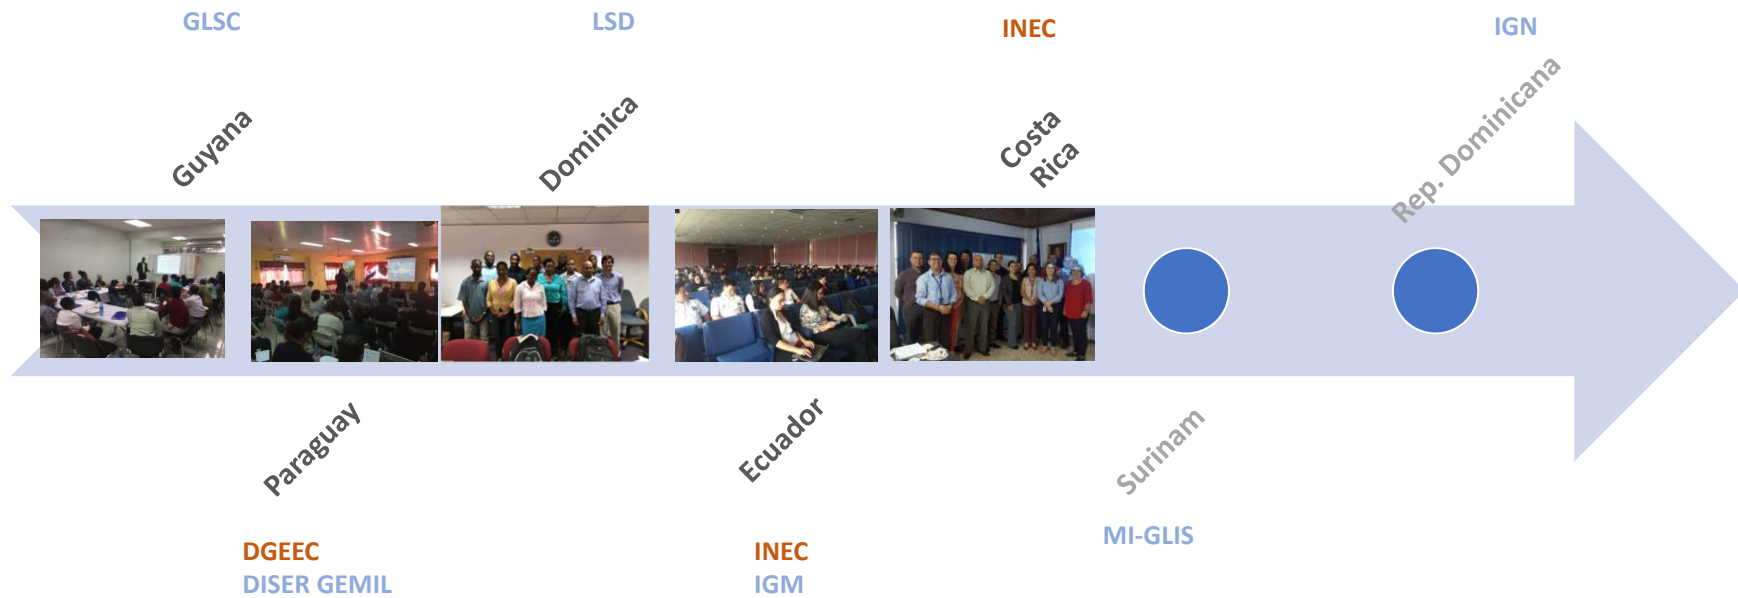 GLSC
LSD
INEC
IGN
Guyana
Dominica
Costa
Rica
Rep. Dominicana
Paraguay
Ecuador
Surinam
DGEEC
DISER GEMIL
INEC
IGM
MI-GLIS